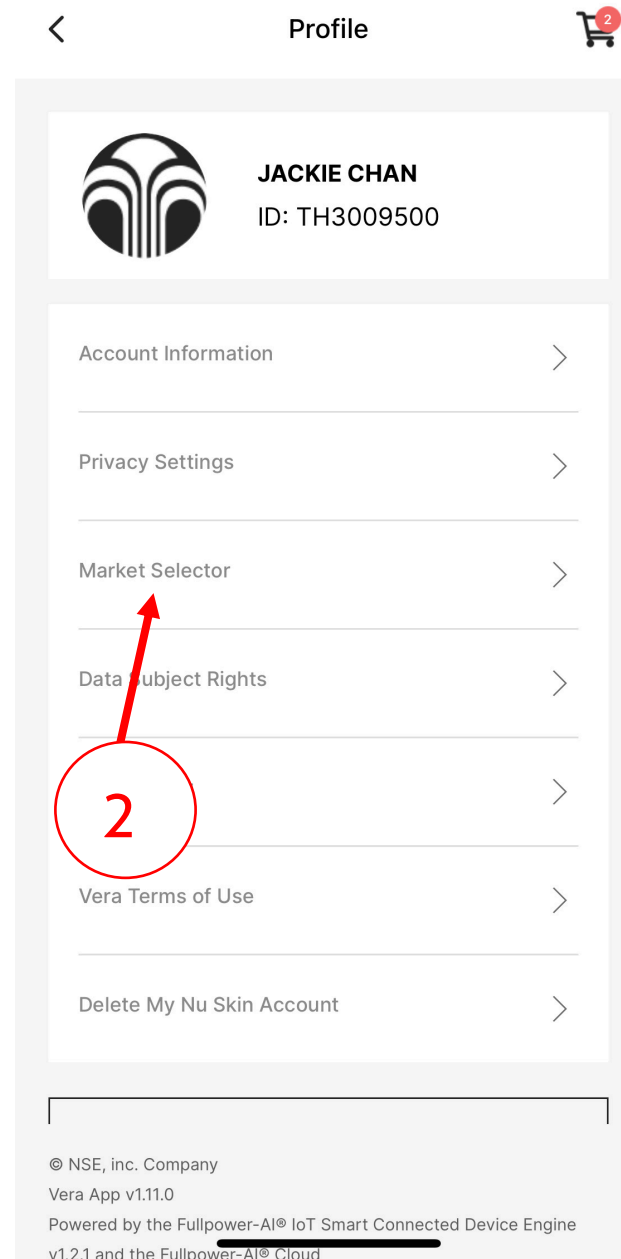 Profile
2
JACKIE CHAN
ID: TH3009500
Account Information
Privacy Settings
Market Selector
Data Subject Rights
2
Vera Terms of Use
Delete My Nu Skin Account
© NSE, inc. Company
Vera App v1.11.0
Powered by the Fullpower-AI® IoT Smart Connected Device Engine
v1.2.1 and the Fullpower-AI® Cloud